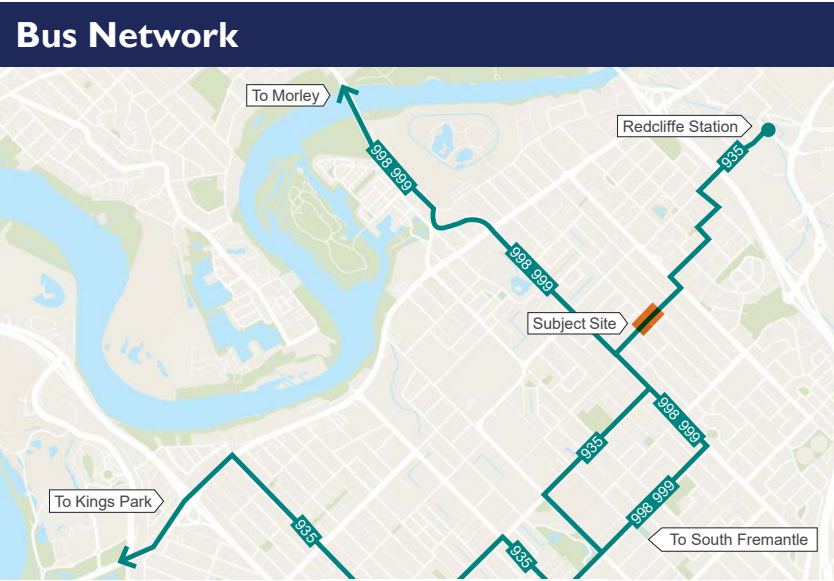 Bus Network
To Morley
Redcliffe Station
935
998 999
998 999
Subject Site
998 999
935
998 999
To Kings Park
935
To South Fremantle
935